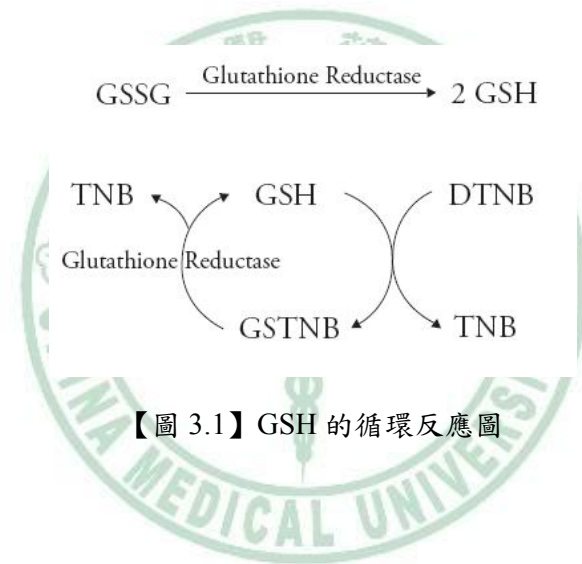 Glutathione Reductase
GSSG 2 GSH
TNB GSH DTNB
Glutathione Reductase
GSTNB TNB
【圖 3.1】GSH 的循環反應圖
MEDICAL UNIVERS